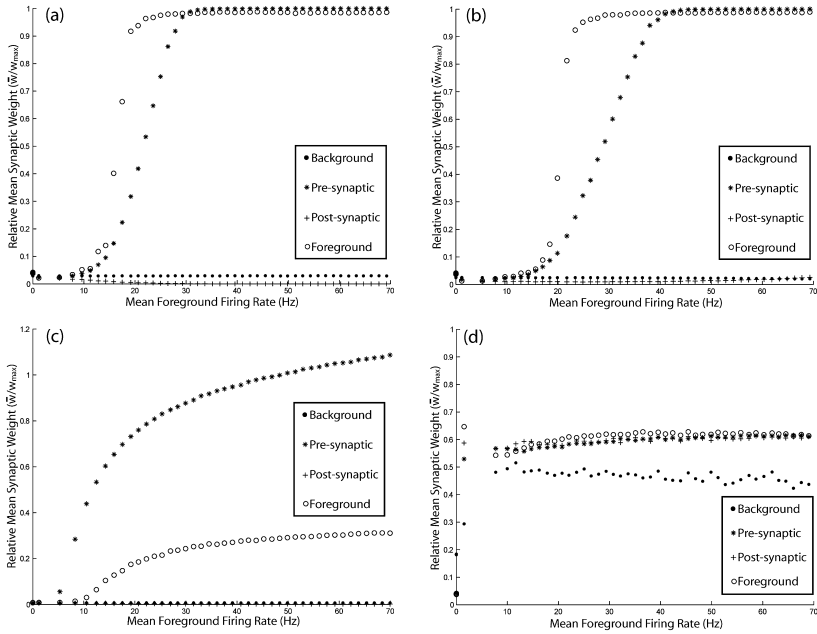 (a)
Relative Mean Synaptic Weight (w̄/wmax)
1
0.9
0.8
0.7
0.6
0.5
0.4
0.3
0.2
0.1
0
0 10 20 30 40 50 60 70
Mean Foreground Firing Rate (Hz)
Background
Pre-synaptic
Post-synaptic
Foreground
(b)
Relative Mean Synaptic Weight (w̄/wmax)
1
0.9
0.8
0.7
0.6
0.5
0.4
0.3
0.2
0.1
0
0 10 20 30 40 50 60 70
Mean Foreground Firing Rate (Hz)
Background
Pre-synaptic
Post-synaptic
Foreground
(c)
Relative Mean Synaptic Weight (w̄/wmax)
1.2
1
0.8
0.6
0.4
0.2
0
0 10 20 30 40 50 60 70
Mean Foreground Firing Rate (Hz)
Background
Pre-synaptic
Post-synaptic
Foreground
(d)
Relative Mean Synaptic Weight (w̄/wmax)
1
0.9
0.8
0.7
0.6
0.5
0.4
0.3
0.2
0.1
0
0 10 20 30 40 50 60 70
Mean Foreground Firing Rate (Hz)
Background
Pre-synaptic
Post-synaptic
Foreground